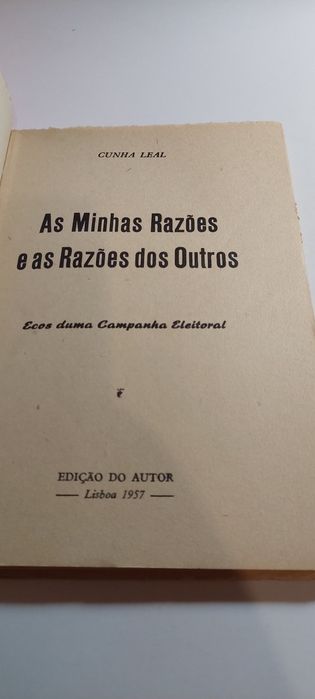 CUNHA LEAL
As Minhas Razões
e as Razões dos Outros
Ecos duma Campanha Eleitoral
EDIÇÃO DO AUTOR
— Lisboa 1957 —